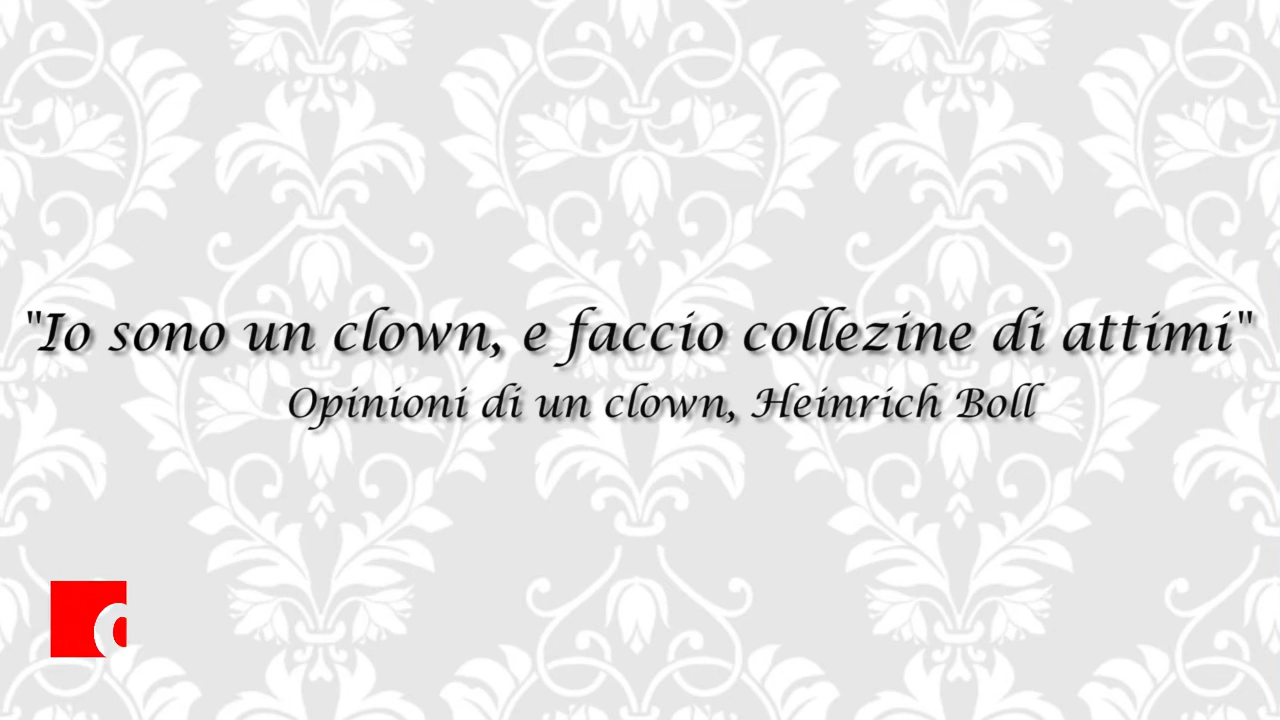 "Io sono un clown, e faccio collezine di attimi"
Opinioni di un clown, Heinrich Boll